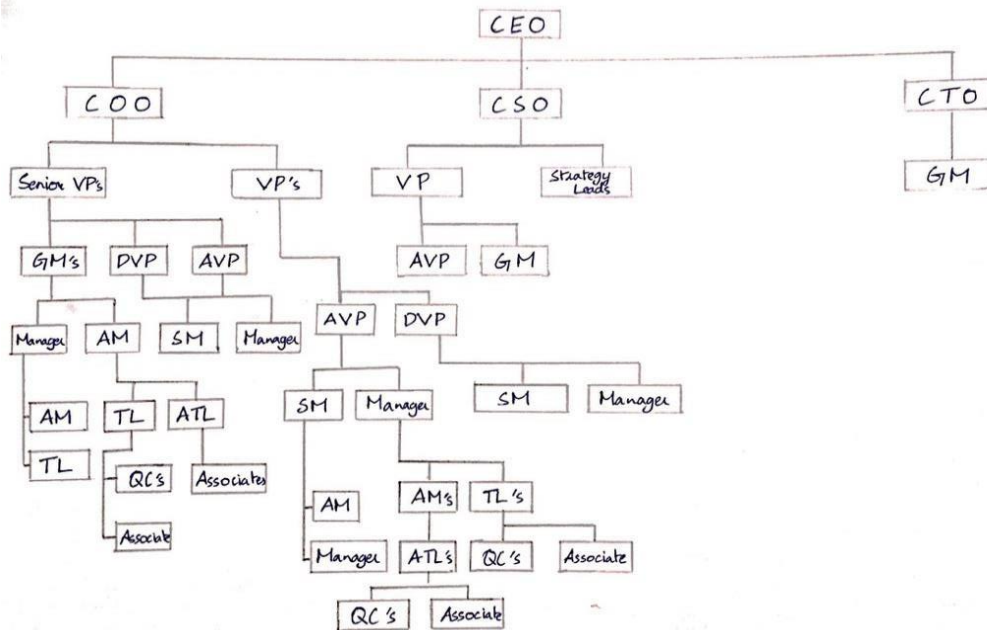 CEO
COO
CSO
CTO
Senior VP's
VP's
VP
Strategy
Leads
GM
GM's
DVP
AVP
AVP
GM
Manager
AM
SM
Manager
AVP
DVP
AM
TL
ATL
SM
Manager
SM
Manager
TL
QC's
Associates
AM
AM's
TL's
Associate
Manager
ATL's
QC's
Associate
QC's
Associate